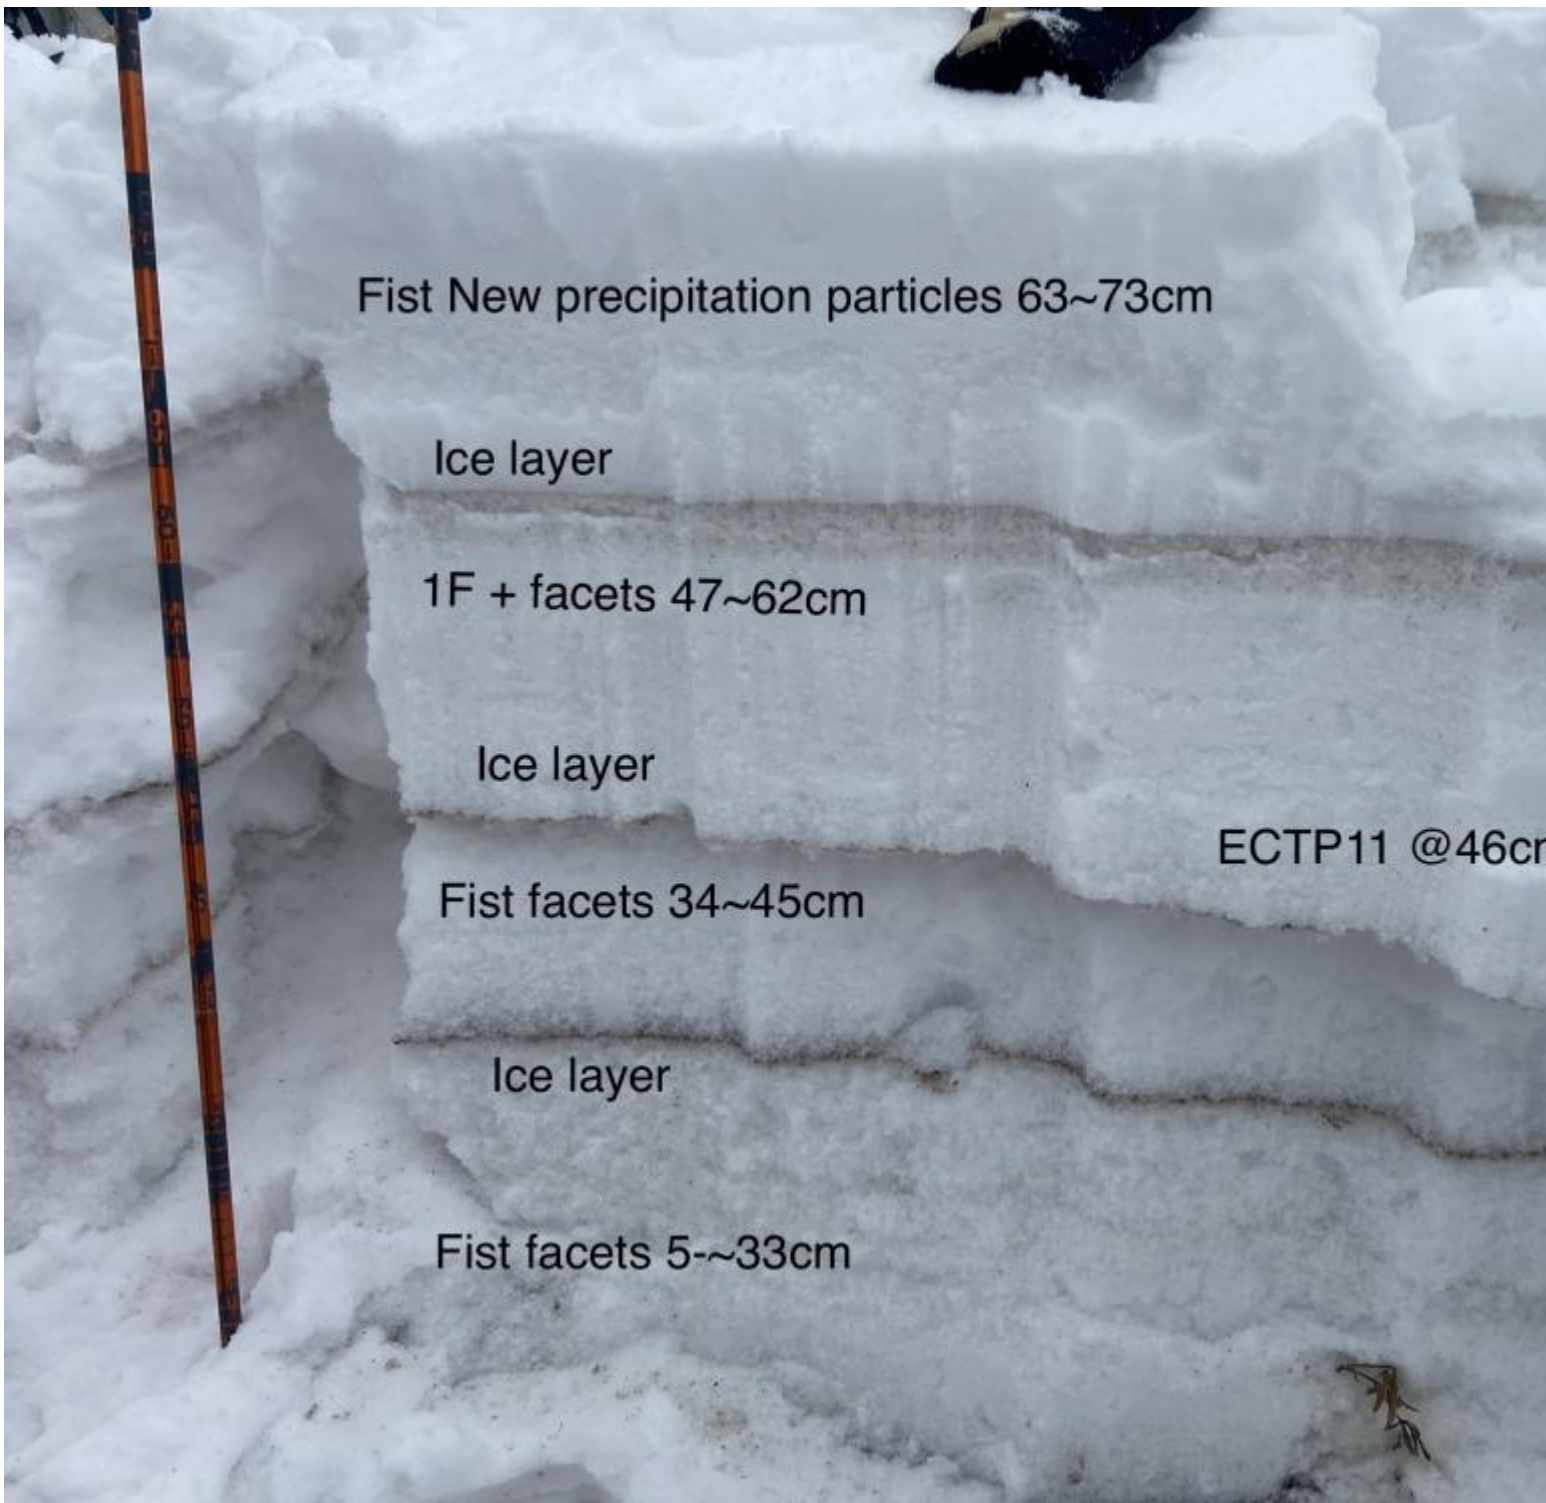 Fist New precipitation particles 63~73cm
Ice layer
1F + facets 47~62cm
Ice layer
ECTP11 @46cr
Fist facets 34~45cm
Ice layer
Fist facets 5-~33cm